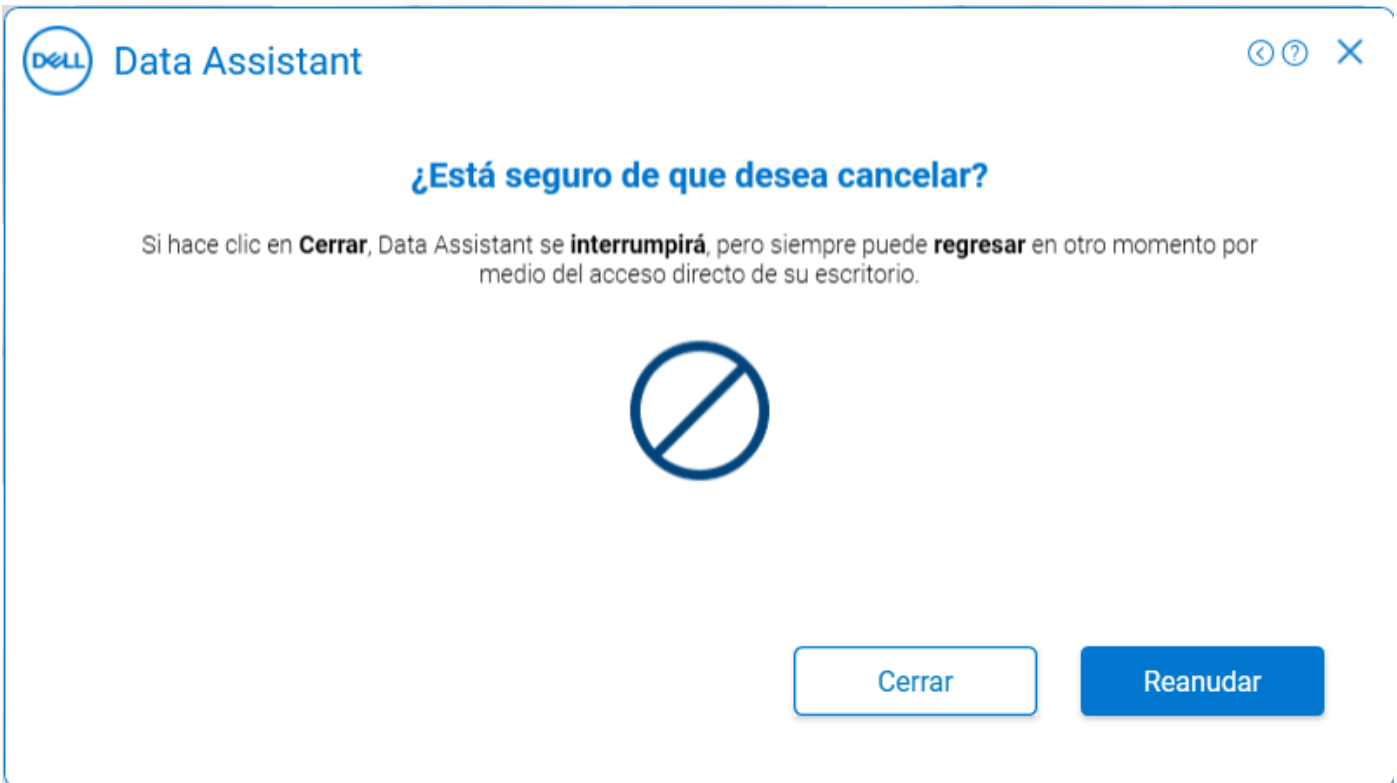 DELL
Data Assistant
¿Está seguro de que desea cancelar?
Si hace clic en Cerrar, Data Assistant se interrumpirá, pero siempre puede regresar en otro momento por
medio del acceso directo de su escritorio.
Cerrar
Reanudar